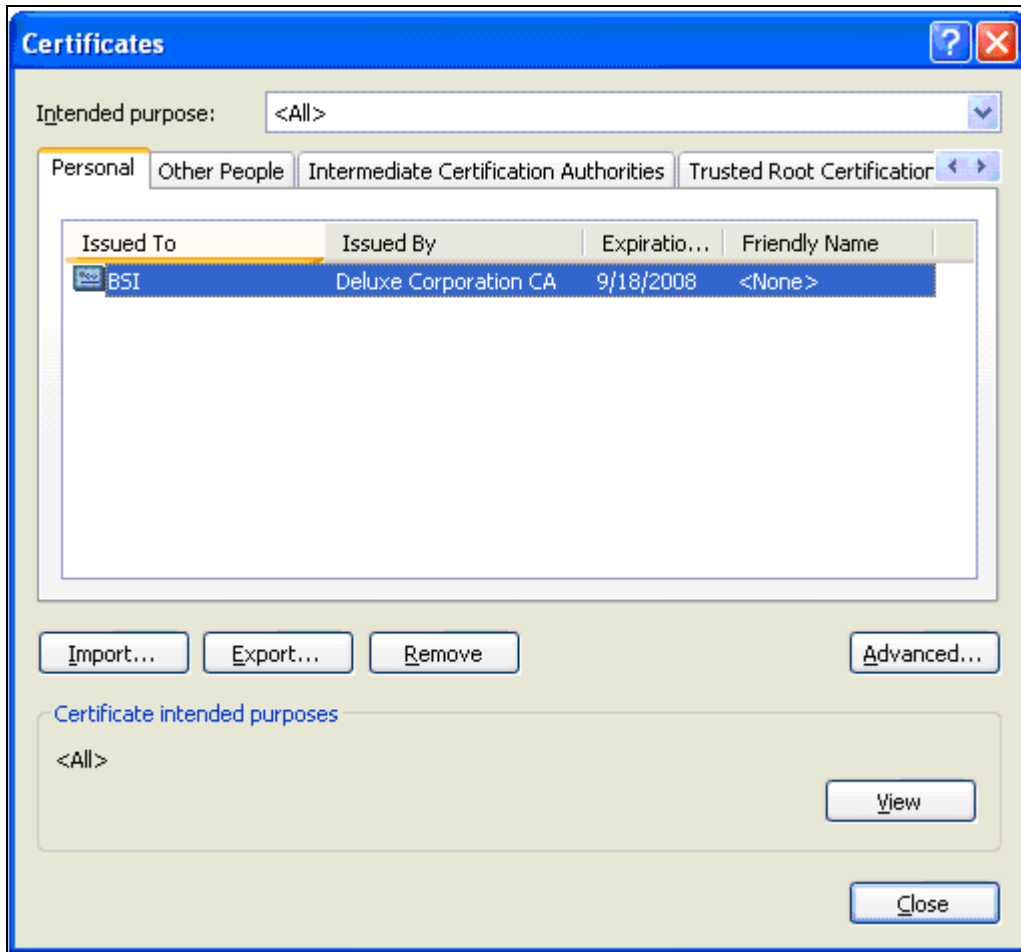 Certificates
Intended purpose: <All>
Personal Other People Intermediate Certification Authorities Trusted Root Certification
Issued To Issued By Expiratio... Friendly Name
BSI Deluxe Corporation CA 9/18/2008 <None>
Import... Export... Remove Advanced...
Certificate intended purposes
<All>
View
Close